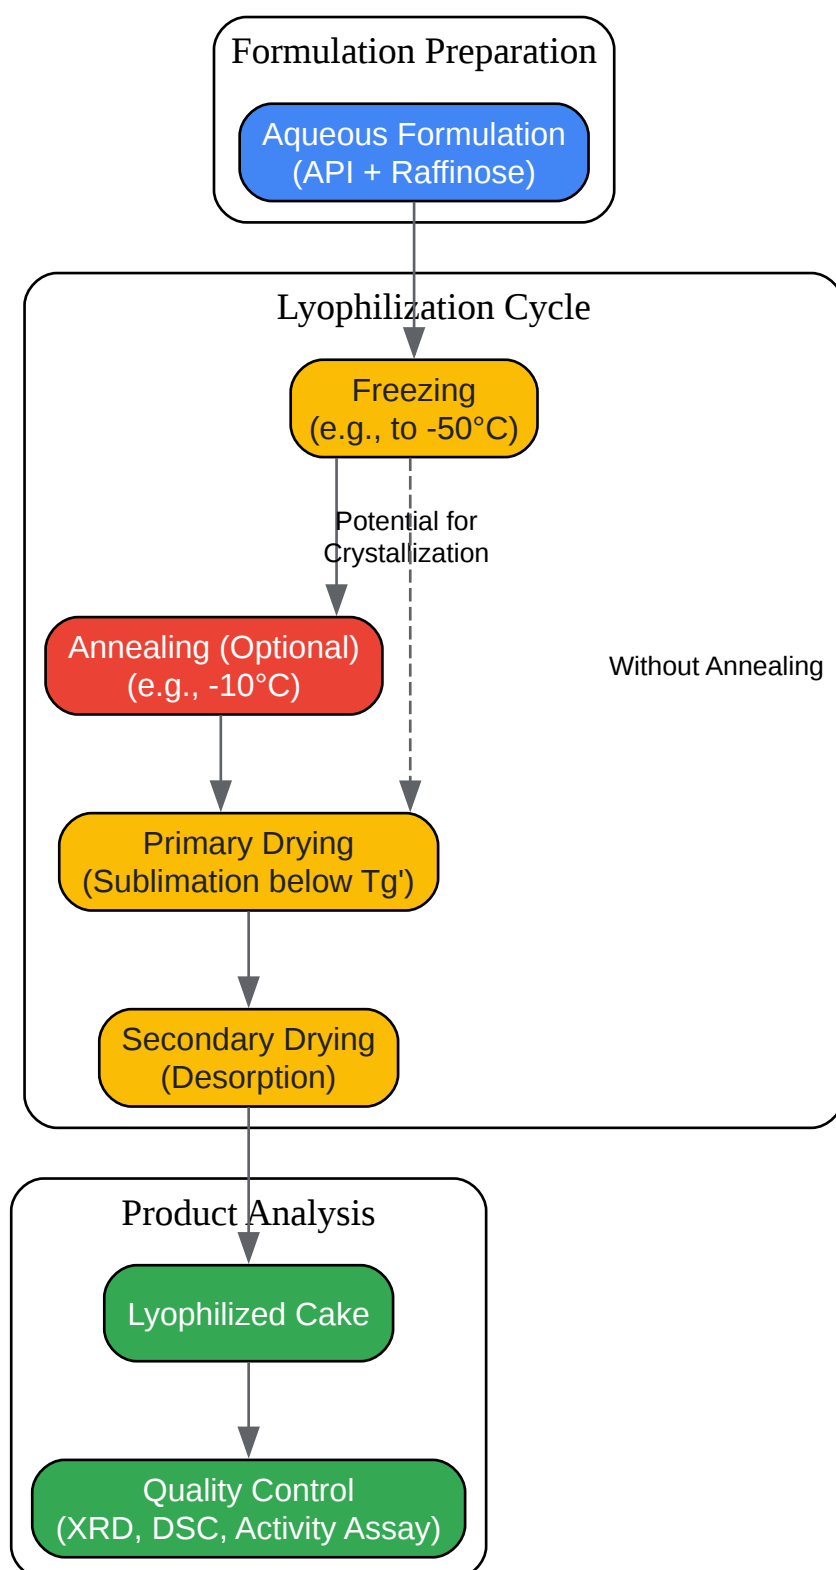 Formulation Preparation
Aqueous Formulation
(API + Raffinose)
Lyophilization Cycle
Freezing
(e.g., to -50°C)
Potential for
Crystallization
Annealing (Optional)
(e.g., -10°C)
Without Annealing
Primary Drying
(Sublimation below Tg')
Secondary Drying
(Desorption)
Product Analysis
Lyophilized Cake
Quality Control
(XRD, DSC, Activity Assay)